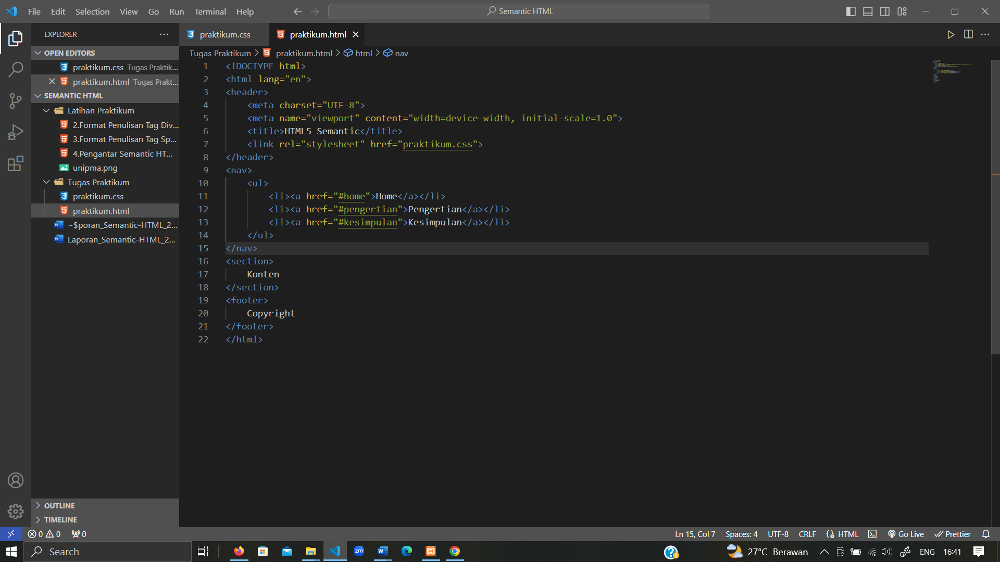 File Edit Selection View Go Run Terminal Help
Semantic HTML
EXPLORER
OPEN EDITORS
praktikum.css Tugas Praktik...
praktikum.html Tugas Prakt...
SEMANTIC HTML
Latihan Praktikum
2.Format Penulisan Tag Div...
3.Format Penulisan Tag Sp...
4.Pengantar Semantic HT...
unipma.png
Tugas Praktikum
praktikum.css
praktikum.html
~$poran_Semantic-HTML_2...
Laporan_Semantic-HTML_2...
OUTLINE
TIMELINE
praktikum.css praktikum.html
Tugas Praktikum > praktikum.html > html > nav
1 <!DOCTYPE html>
2 <html lang="en">
3 <header>
4 <meta charset="UTF-8">
5 <meta name="viewport" content="width=device-width, initial-scale=1.0">
6 <title>HTML5 Semantic</title>
7 <link rel="stylesheet" href="praktikum.css">
8 </header>
9 <nav>
10 <ul>
11 <li><a href="#home">Home</a></li>
12 <li><a href="#pengertian">Pengertian</a></li>
13 <li><a href="#kesimpulan">Kesimpulan</a></li>
14 </ul>
15 </nav>
16 <section>
17 Konten
18 </section>
19 <footer>
20 Copyright
21 </footer>
22 </html>
0 0 0 Ln 15, Col 7 Spaces: 4 UTF-8 CRLF HTML Go Live Prettier
Search zm 27°C Berawan ENG 16:41